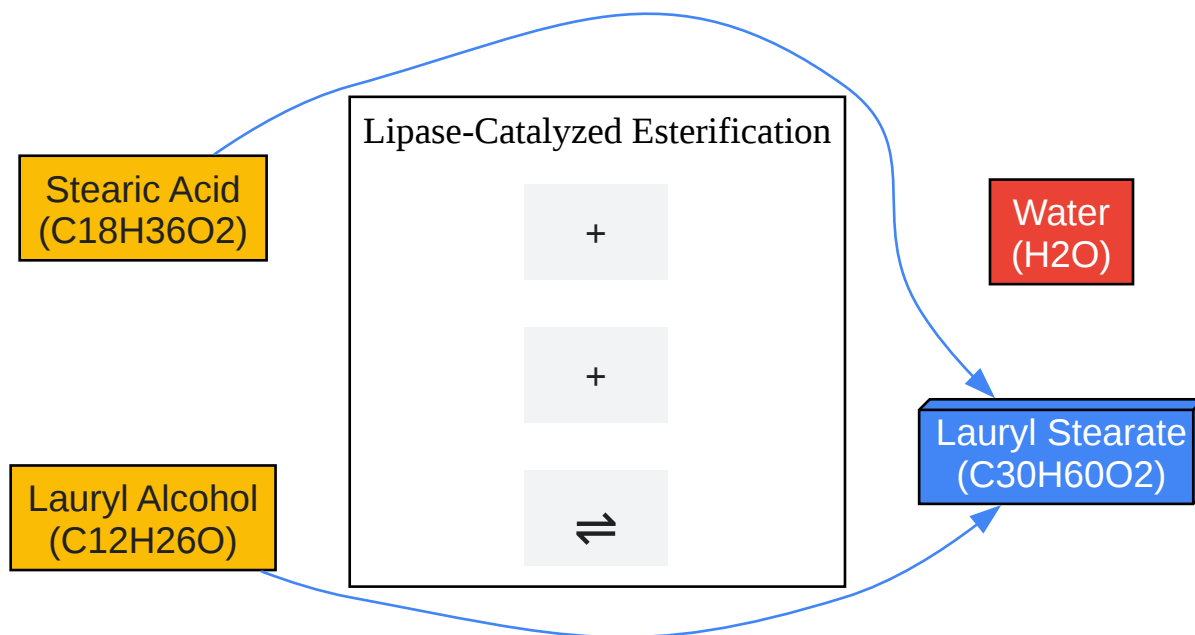 Lipase-Catalyzed Esterification
Stearic Acid
(C18H36O2)
+
Water
(H2O)
+
Lauryl Stearate
(C30H60O2)
Lauryl Alcohol
(C12H26O)
⇌